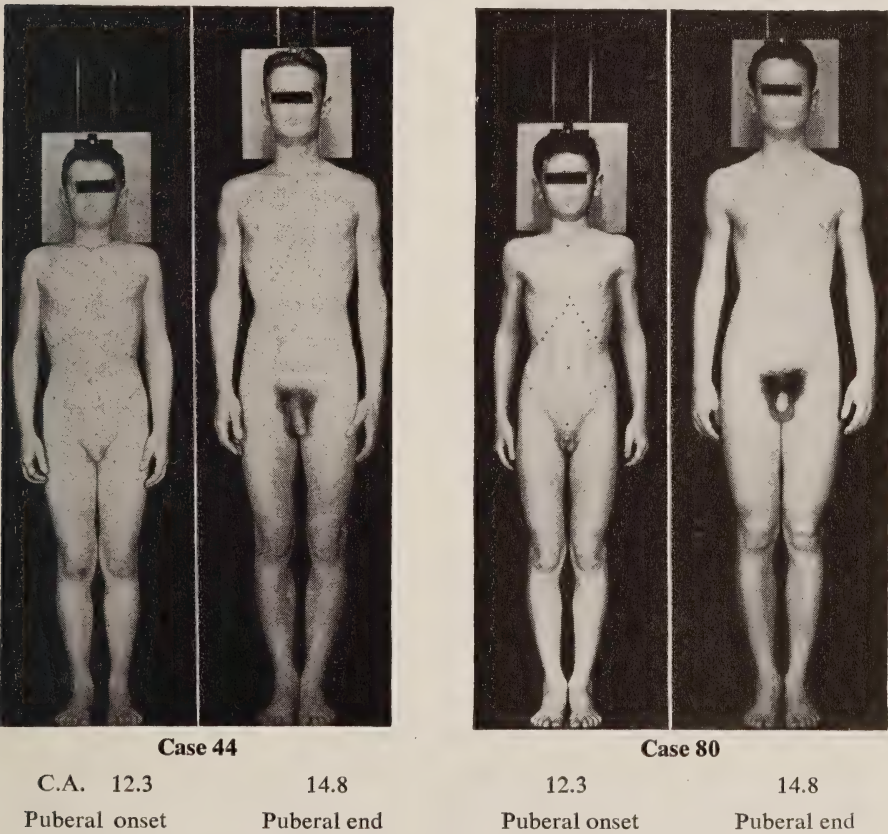 Case 44
Case 80
C.A. 12.3 14.8 12.3 14.8
Puberal onset Puberal end Puberal onset Puberal end